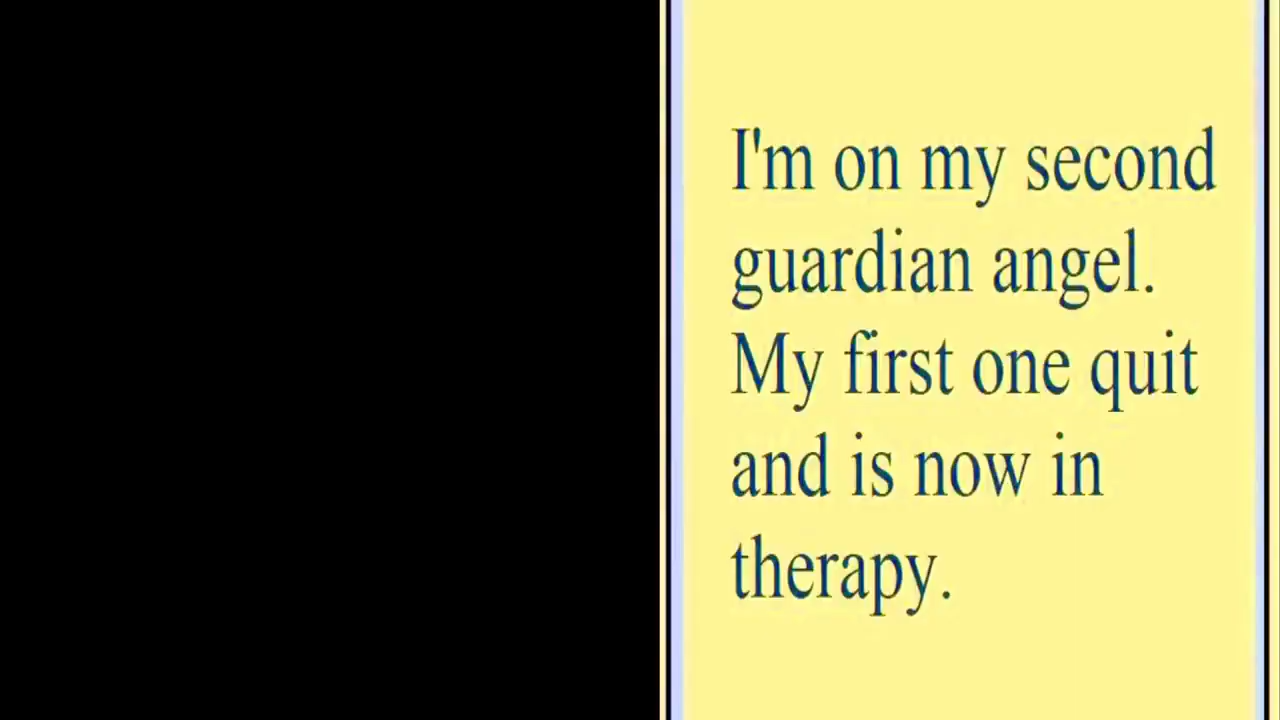 I'm on my second
guardian angel.
My first one quit
and is now in
therapy.